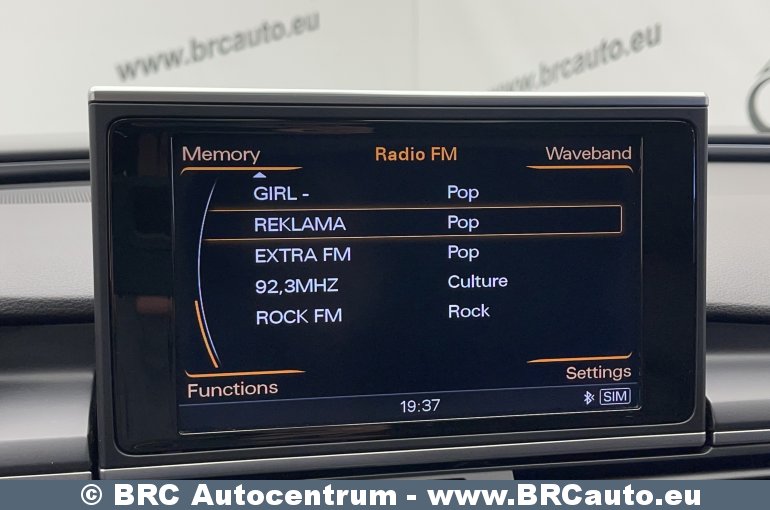 www.brcauto.eu
www.brcauto.eu
Memory Radio FM Waveband
GIRL - Pop
REKLAMA Pop
EXTRA FM Pop
92,3MHZ Culture
ROCK FM Rock
Functions Settings
19:37 SIM
© BRC Autocentrum - www.BRCauto.eu